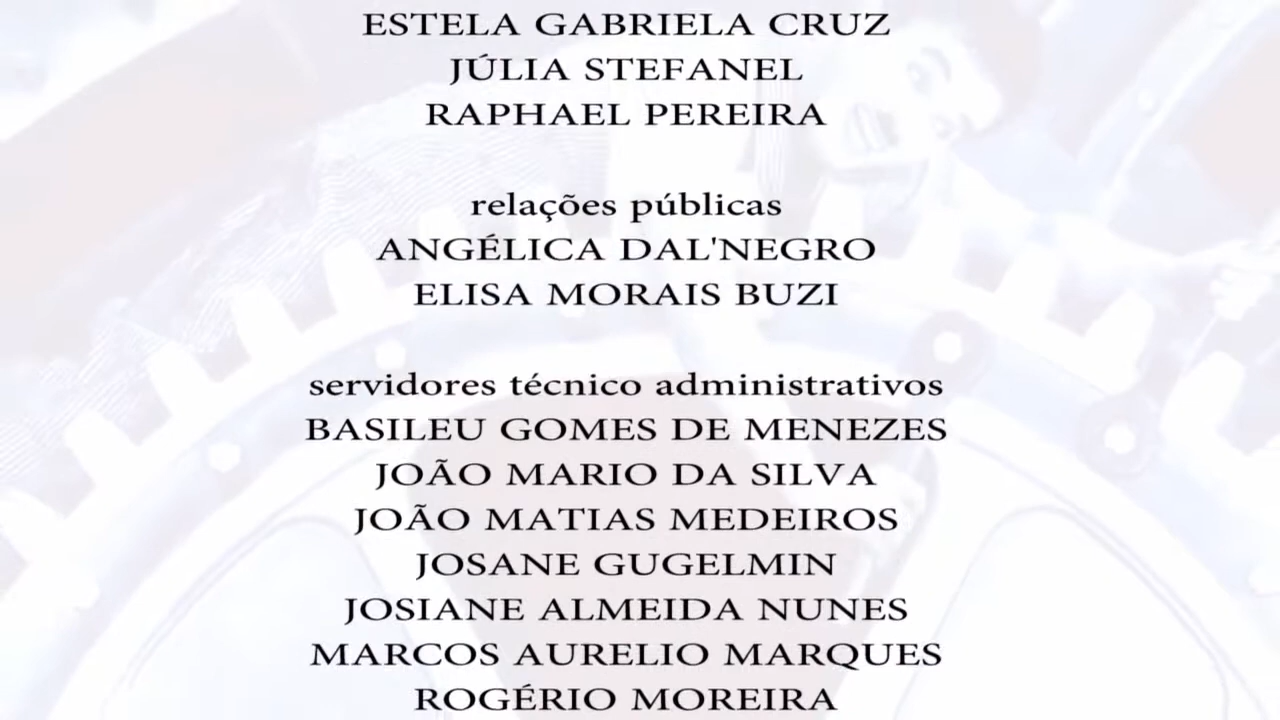 ESTELA GABRIELA CRUZ
JÚLIA STEFANEL
RAPHAEL PEREIRA
relações públicas
ANGÉLICA DAL'NEGRO
ELISA MORAIS BUZI
servidores técnico administrativos
BASILEU GOMES DE MENEZES
JOÃO MARIO DA SILVA
JOÃO MATIAS MEDEIROS
JOSANE GUGELMIN
JOSIANE ALMEIDA NUNES
MARCOS AURELIO MARQUES
ROGÉRIO MOREIRA